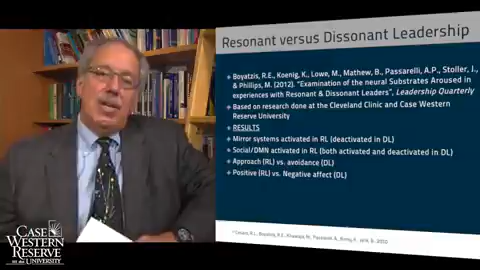 Resonant versus Dissonant Leadership
+ Boyatzis, R.E., Koenig, K., Lowe, M., Mathew, B., Passarelli, A.P., Stoller, J.,
& Phillips, M. (2012). "Examination of the neural Substrates Aroused in
experiences with Resonant & Dissonant Leaders", Leadership Quarterly
+ Based on research done at the Cleveland Clinic and Case Western
Reserve University
+ RESULTS
+ Mirror systems activated in RL (deactivated in DL)
+ Social/DMN activated in RL (both activated and deactivated in DL)
+ Approach (RL) vs. avoidance (DL)
+ Positive (RL) vs. Negative affect (DL)
CASE
WESTERN
RESERVE
UNIVERSITY